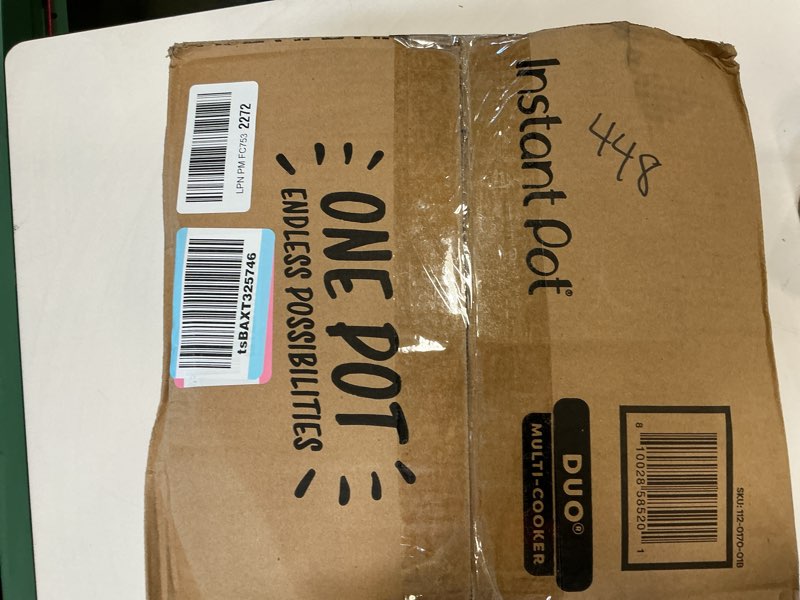 Instant Pot®
448
DUO®
MULTI-COOKER
SKU: 112-0170-01B
8 10028 58520 1
ONE POT
ENDLESS POSSIBILITIES
LPN PM FC753 2272
tsBAXT325746